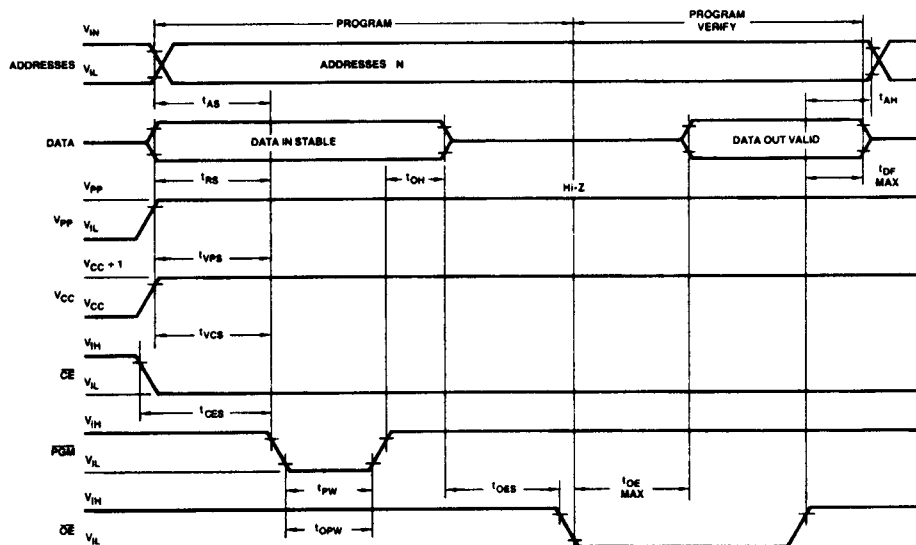 PROGRAM
PROGRAM
VERIFY
VIN
ADDRESSES
VIL
ADDRESSES N
tAS
tAH
DATA
DATA IN STABLE
DATA OUT VALID
tRS
tOH
tDF
MAX
Hi-Z
VPP
VPP
VIL
tVPS
VCC + 1
VCC
VCC
tVCS
VIH
CE
VIL
tCES
VIH
PGM
VIL
tPW
tOES
tOE
MAX
VIH
tOPW
OE
VIL